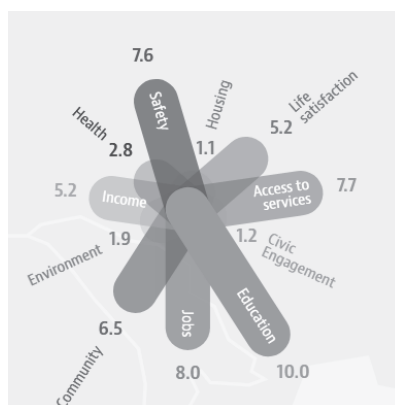 7.6
Safety
Housing
1.1
Life
satisfaction
5.2
Health
2.8
Access to
services
7.7
5.2
Income
1.2
Civic
Engagement
1.9
Environment
Education
10.0
Jobs
8.0
6.5
Community